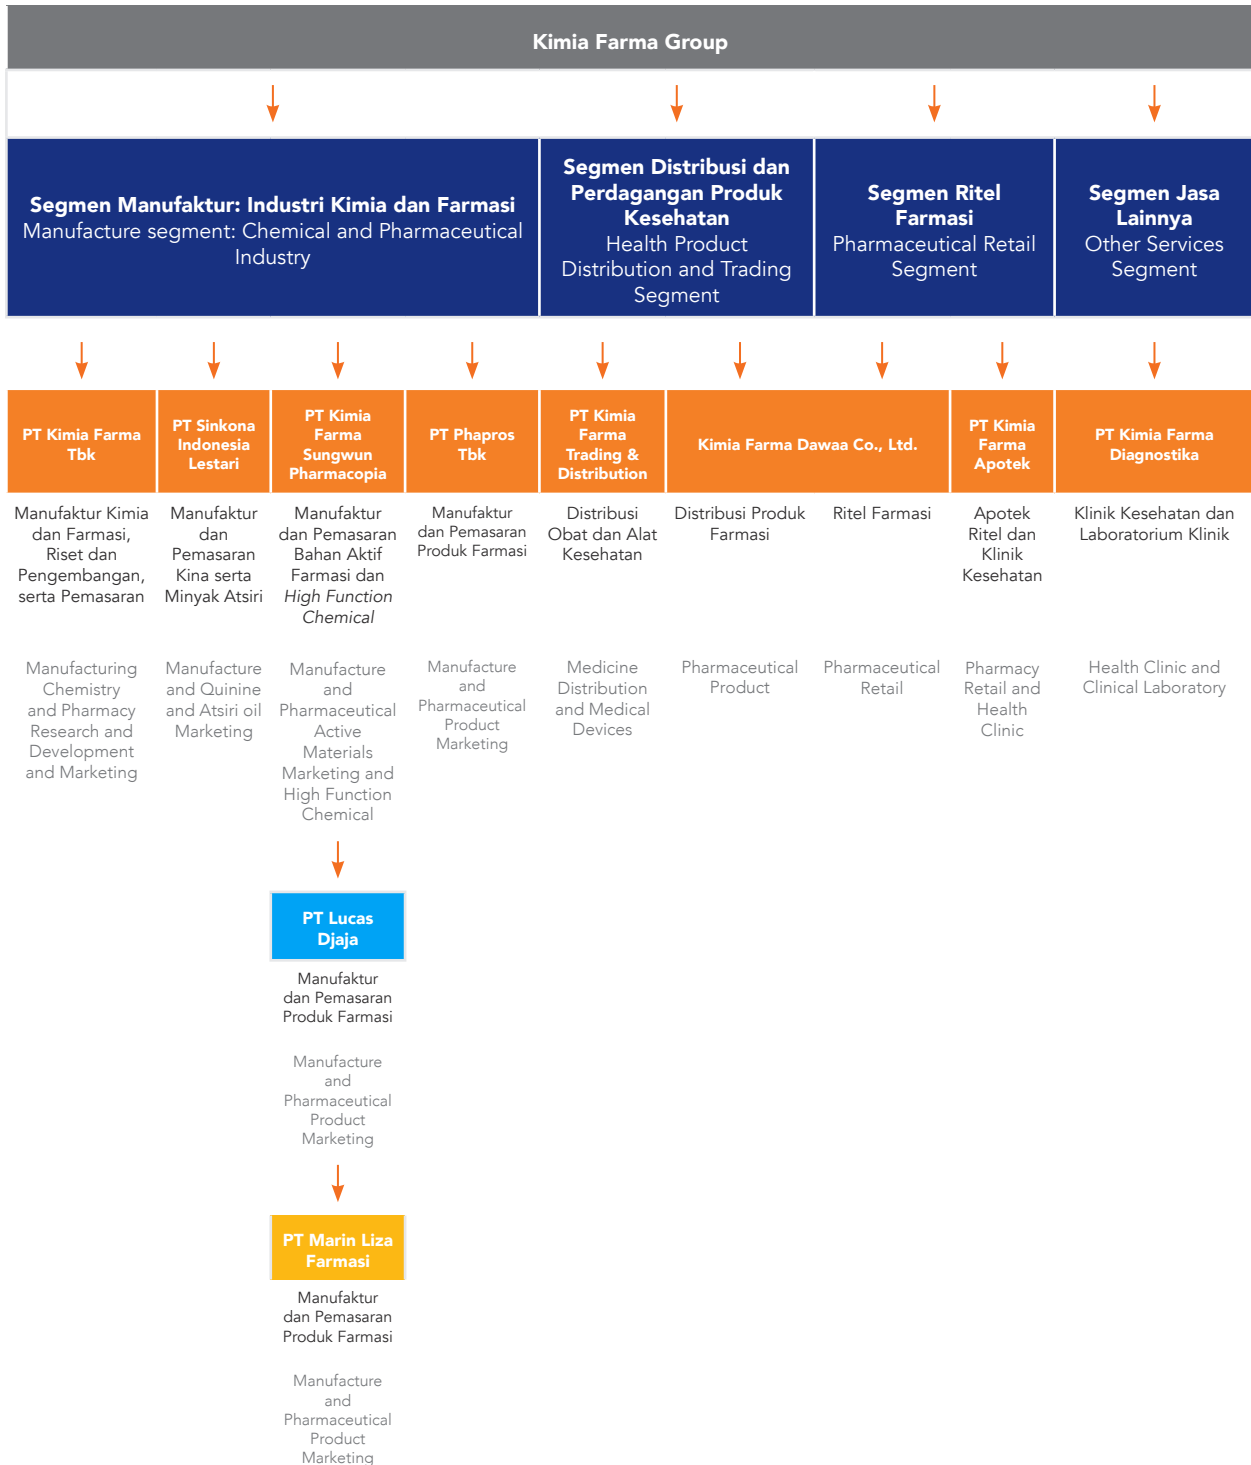 Kimia Farma Group
Segmen Manufaktur: Industri Kimia dan Farmasi
Manufacture segment: Chemical and Pharmaceutical
Industry
Segmen Distribusi dan
Perdagangan Produk
Kesehatan
Health Product
Distribution and Trading
Segment
Segmen Ritel
Farmasi
Pharmaceutical Retail
Segment
Segmen Jasa
Lainnya
Other Services
Segment
PT Kimia Farma
Tbk
PT Sinkona
Indonesia
Lestari
PT Kimia
Farma
Sungwun
Pharmacopia
PT Phapros
Tbk
PT Kimia
Farma
Trading &
Distribution
Kimia Farma Dawaa Co., Ltd.
PT Kimia
Farma
Apotek
PT Kimia Farma
Diagnostika
Manufaktur Kimia
dan Farmasi,
Riset dan
Pengembangan,
serta Pemasaran
Manufaktur
dan
Pemasaran
Kina serta
Minyak Atsiri
Manufaktur
dan Pemasaran
Bahan Aktif
Farmasi dan
High Function
Chemical
Manufaktur
dan Pemasaran
Produk Farmasi
Distribusi
Obat dan Alat
Kesehatan
Distribusi Produk
Farmasi
Ritel Farmasi
Apotek
Ritel dan
Klinik
Kesehatan
Klinik Kesehatan dan
Laboratorium Klinik
Manufacturing
Chemistry
and Pharmacy
Research and
Development
and Marketing
Manufacture
and Quinine
and Atsiri oil
Marketing
Manufacture
and
Pharmaceutical
Active
Materials
Marketing and
High Function
Chemical
Manufacture
and
Pharmaceutical
Product
Marketing
Medicine
Distribution
and Medical
Devices
Pharmaceutical
Product
Pharmaceutical
Retail
Pharmacy
Retail and
Health
Clinic
Health Clinic and
Clinical Laboratory
PT Lucas
Djaja
Manufaktur
dan Pemasaran
Produk Farmasi
Manufacture
and
Pharmaceutical
Product
Marketing
PT Marin Liza
Farmasi
Manufaktur
dan Pemasaran
Produk Farmasi
Manufacture
and
Pharmaceutical
Product
Marketing